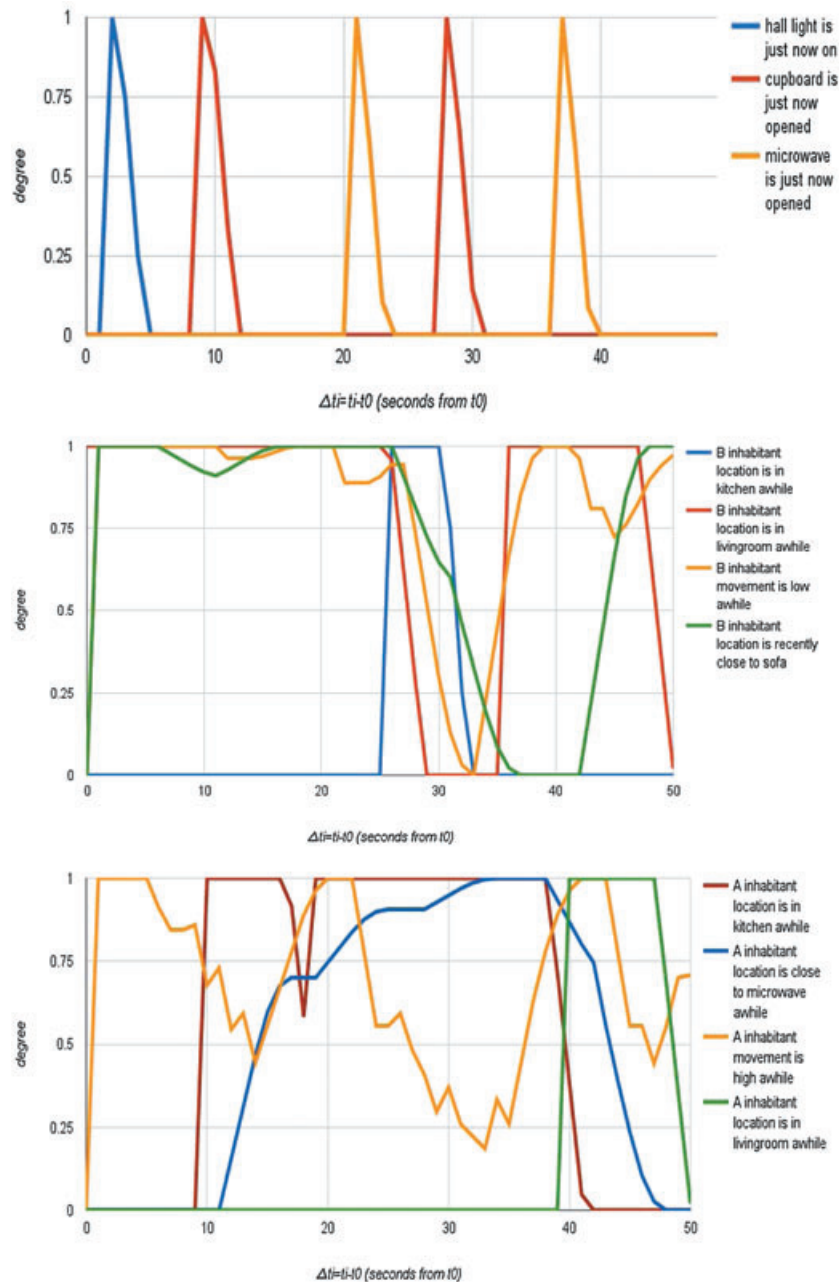 1
0.75
0.5
0.25
0
degree
0
10
20
30
40
Δti=ti-t0 (seconds from t0)
hall light is
just now on
cupboard is
just now
opened
microwave
is just now
opened
1
0.75
0.5
0.25
0
degree
0
10
20
30
40
50
Δti=ti-t0 (seconds from t0)
B inhabitant
location is in
kitchen awhile
B inhabitant
location is in
livingroom awhile
B inhabitant
movement is low
awhile
B inhabitant
location is recently
close to sofa
1
0.75
0.5
0.25
0
degree
0
10
20
30
40
50
Δti=ti-t0 (seconds from t0)
A inhabitant
location is in
kitchen awhile
A inhabitant
location is close
to microwave
awhile
A inhabitant
movement is
high awhile
A inhabitant
location is in
livingroom awhile